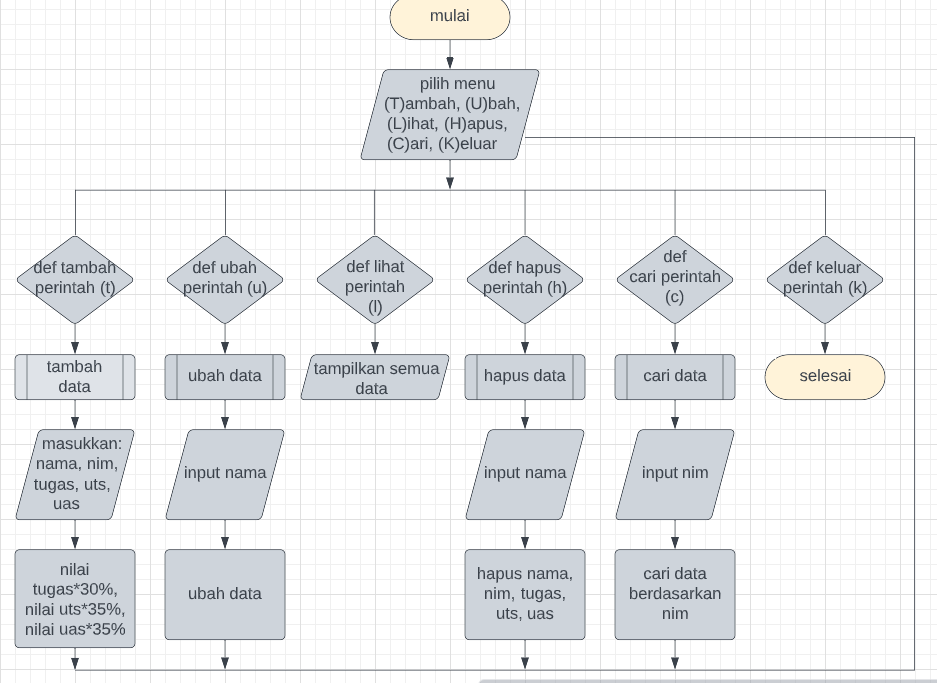 mulai
pilih menu
(T)ambah, (U)bah,
(L)ihat, (H)apus,
(C)ari, (K)eluar
def tambah
perintah (t)
def ubah
perintah (u)
def lihat
perintah
(l)
def hapus
perintah (h)
def
cari perintah
(c)
def keluar
perintah (k)
tambah
data
ubah data
tampilkan semua
data
hapus data
cari data
selesai
masukkan:
nama, nim,
tugas, uts,
uas
input nama
input nama
input nim
nilai
tugas*30%,
nilai uts*35%,
nilai uas*35%
ubah data
hapus nama,
nim, tugas,
uts, uas
cari data
berdasarkan
nim